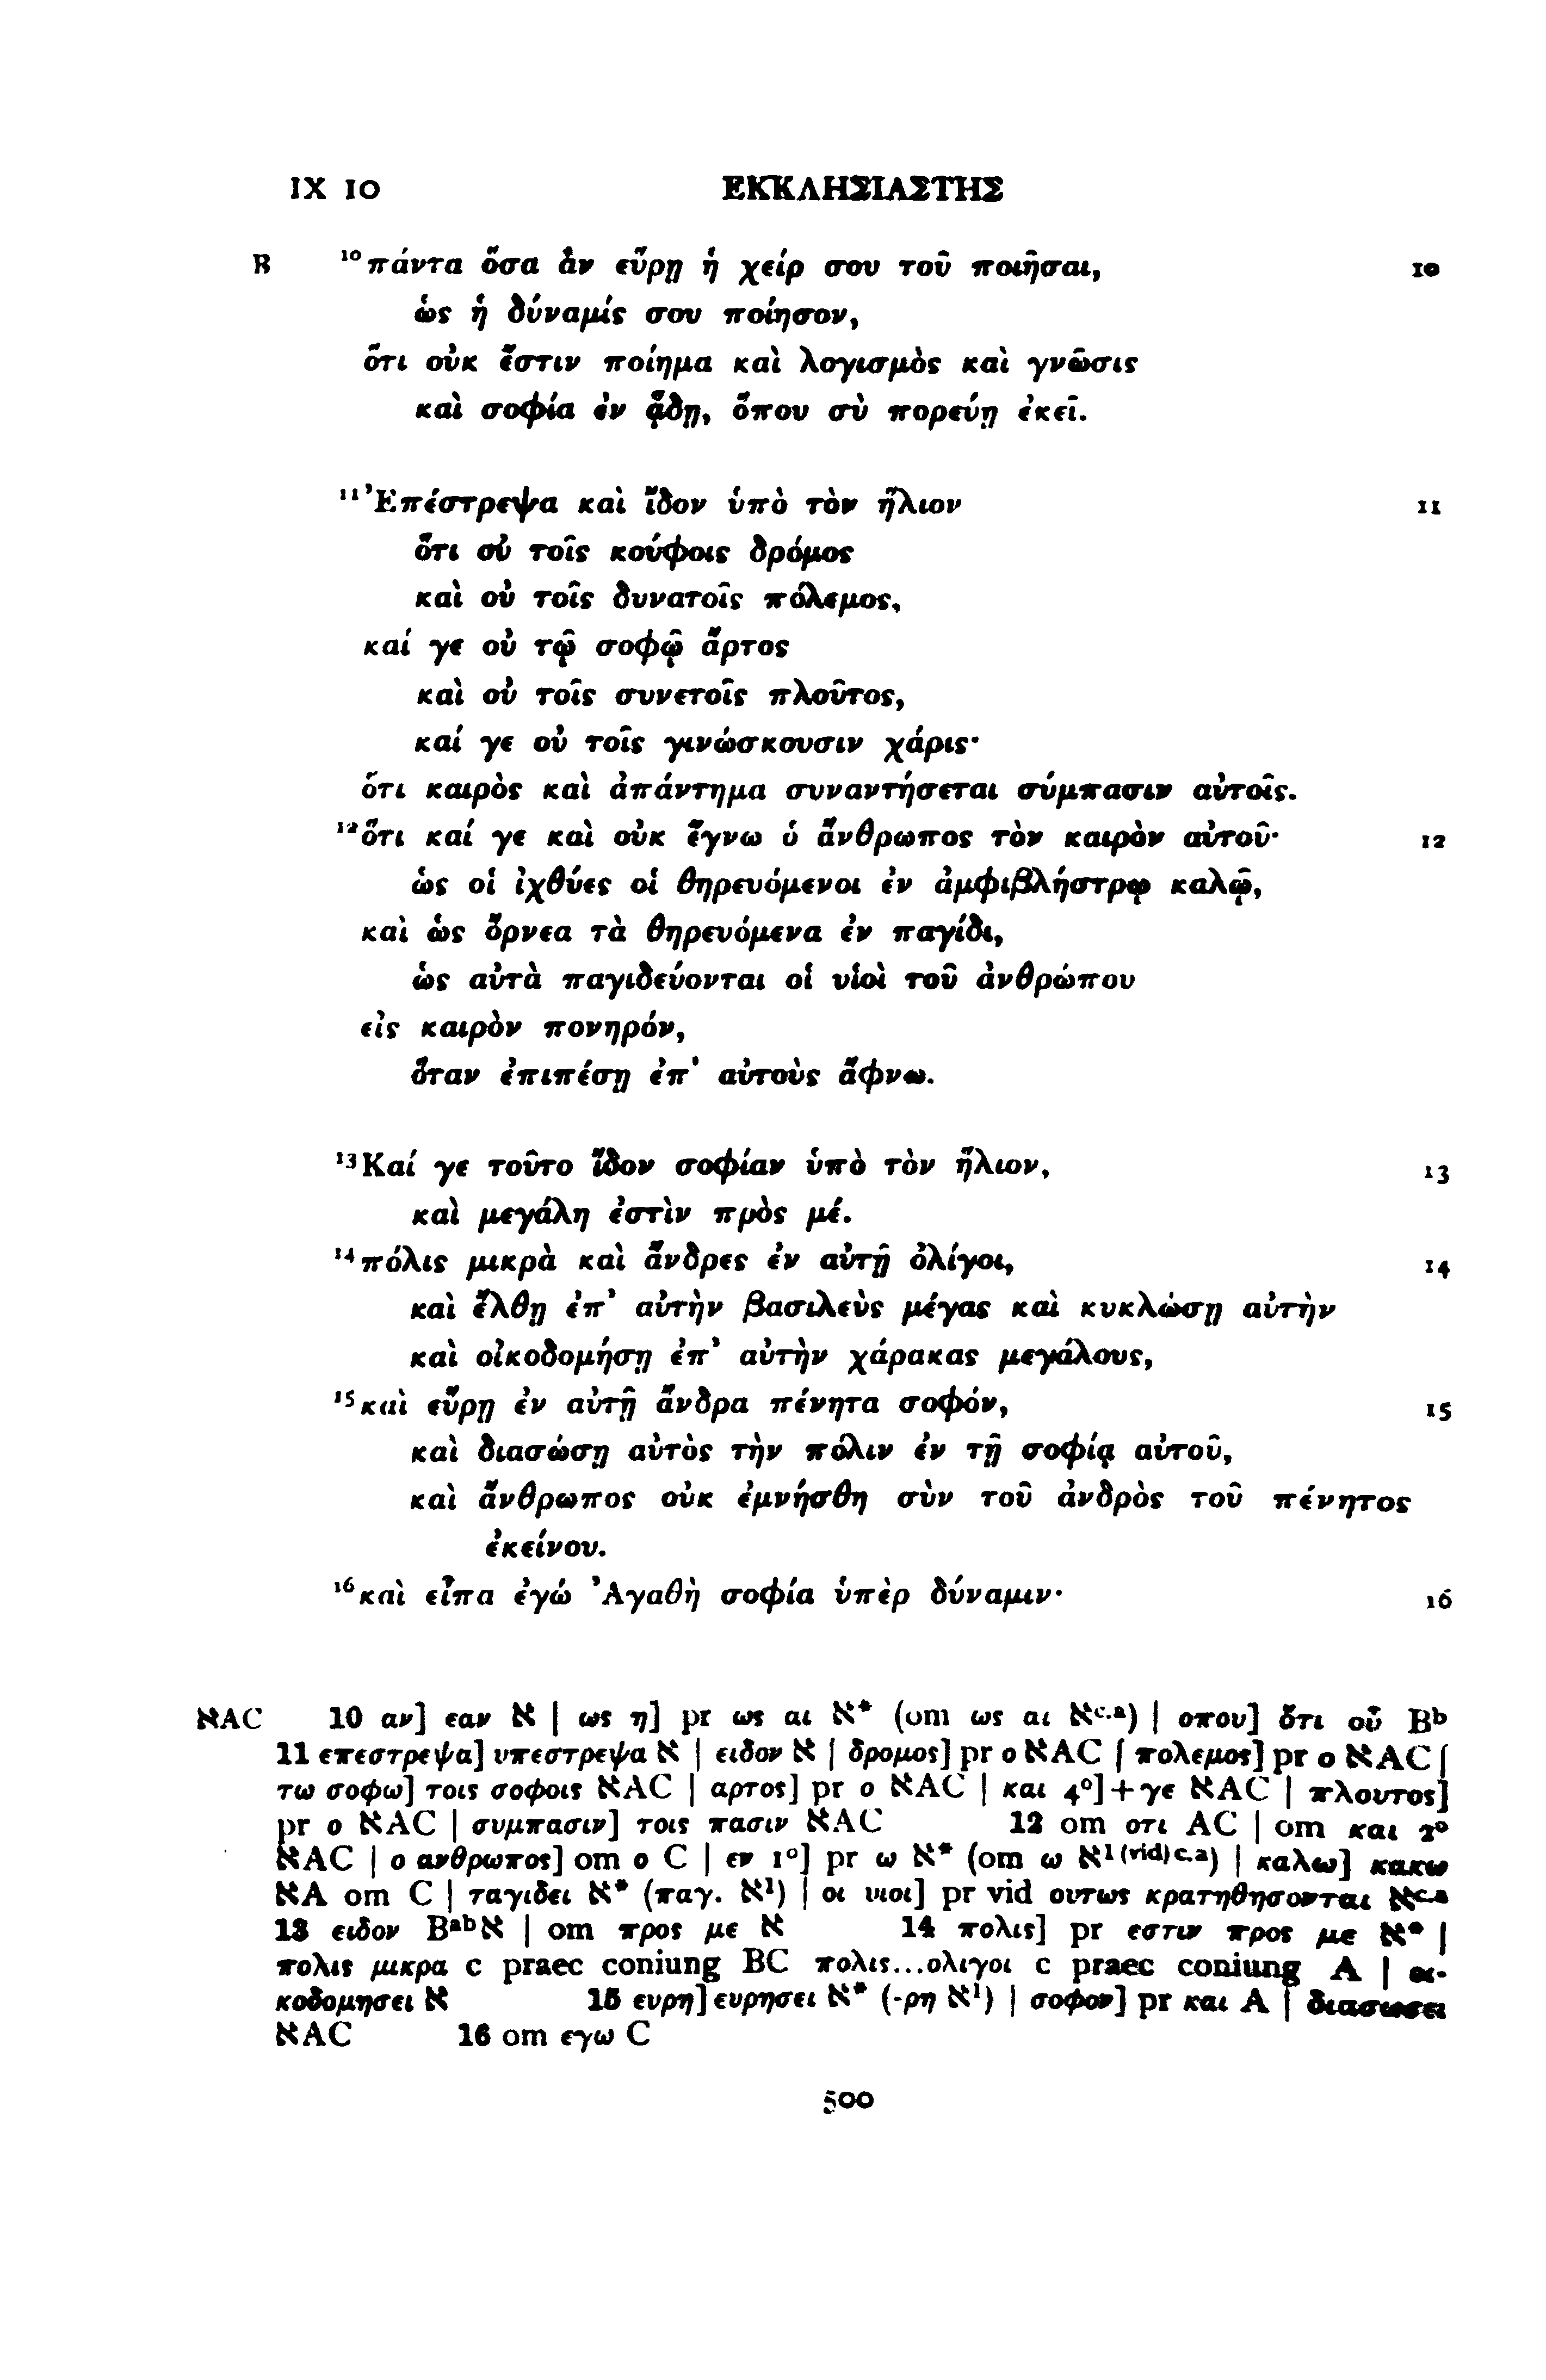 IX 10 ΕΚΚΛΗΣΙΑΣΤΗΣ
B ¹⁰πάντα ὅσα ἂν εὕρῃ ἡ χείρ σου τοῦ ποιῆσαι, 10
ὡς ἡ δύναμίς σου ποίησον,
ὅτι οὐκ ἔστιν ποίημα καὶ λογισμὸς καὶ γνῶσις
καὶ σοφία ἐν ᾅδῃ, ὅπου σὺ πορεύῃ ἐκεῖ.
¹¹Ἐπέστρεψα καὶ ἴδον ὑπὸ τὸν ἥλιον 11
ὅτι οὐ τοῖς κούφοις δρόμος
καὶ οὐ τοῖς δυνατοῖς πόλεμος,
καί γε οὐ τῷ σοφῷ ἄρτος
καὶ οὐ τοῖς συνετοῖς πλοῦτος,
καί γε οὐ τοῖς γινώσκουσιν χάρις·
ὅτι καιρὸς καὶ ἀπάντημα συναντήσεται σύμπασιν αὐτοῖς.
¹²ὅτι καί γε καὶ οὐκ ἔγνω ὁ ἄνθρωπος τὸν καιρὸν αὐτοῦ· 12
ὡς οἱ ἰχθύες οἱ θηρευόμενοι ἐν ἀμφιβλήστρῳ καλῷ,
καὶ ὡς ὄρνεα τὰ θηρευόμενα ἐν παγίδι,
ὡς αὐτὰ παγιδεύονται οἱ υἱοὶ τοῦ ἀνθρώπου
εἰς καιρὸν πονηρόν,
ὅταν ἐπιπέσῃ ἐπ' αὐτοὺς ἄφνω.
¹³Καί γε τοῦτο ἴδον σοφίαν ὑπὸ τὸν ἥλιον, 13
καὶ μεγάλη ἐστὶν πρὸς μέ.
¹⁴πόλις μικρὰ καὶ ἄνδρες ἐν αὐτῇ ὀλίγοι, 14
καὶ ἔλθῃ ἐπ' αὐτὴν βασιλεὺς μέγας καὶ κυκλώσῃ αὐτὴν
καὶ οἰκοδομήσῃ ἐπ' αὐτὴν χάρακας μεγάλους,
¹⁵καὶ εὕρῃ ἐν αὐτῇ ἄνδρα πένητα σοφόν, 15
καὶ διασώσῃ αὐτὸς τὴν πόλιν ἐν τῇ σοφίᾳ αὐτοῦ,
καὶ ἄνθρωπος οὐκ ἐμνήσθη σὺν τοῦ ἀνδρὸς τοῦ πένητος
ἐκείνου.
¹⁶καὶ εἶπα ἐγώ Ἀγαθὴ σοφία ὑπὲρ δύναμιν· 16
ℵAC 10 αν] εαν ℵ | ως η] pr ως αι ℵ* (om ως αι ℵᶜ·ᵃ) | οπου] ὅτι οὗ Bᵇ
11 επεστρεψα] υπεστρεψα ℵ | ειδον ℵ | δρομος] pr ο ℵAC | πολεμος] pr ο ℵAC |
τω σοφω] τοις σοφοις ℵAC | αρτος] pr ο ℵAC | και 4°]+γε ℵAC | πλουτος]
pr ο ℵAC | συμπασιν] τοις πασιν ℵAC 12 om οτι AC | om και 2°
ℵAC | ο ανθρωπος] om ο C | εν 1°] pr ω ℵ* (om ω ℵ¹⁽ᵛⁱᵈ⁾ᶜ·ᵃ) | καλω] κακω
ℵA om C | ταγιδει ℵ* (παγ. ℵ¹) | οι υιοι] pr vid ουτως κρατηθησονται ℵᶜ·ᵃ
13 ειδον Bᵃᵇℵ | om προς με ℵ 14 πολις] pr εστιν προς με ℵ* |
πολις μικρα c praec coniung BC πολις...ολιγοι c praec coniung A | οι-
κοδομησει ℵ 15 ευρη] ευρησει ℵ* (-ρη ℵ¹) | σοφον] pr και A | διασωσει
ℵAC 16 om εγω C
500